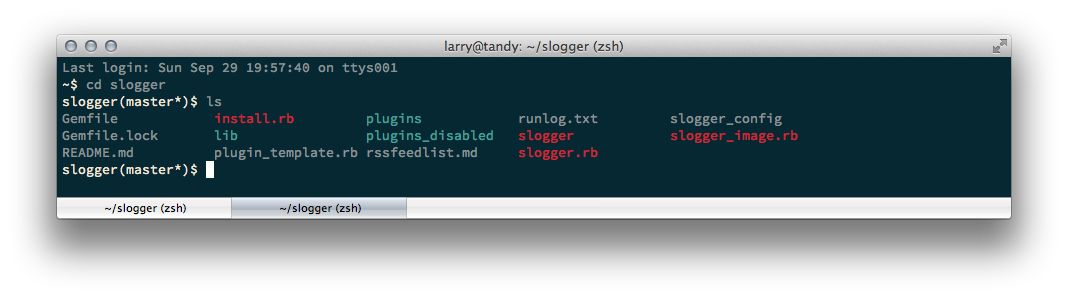 larry@tandy: ~/slogger (zsh)
Last login: Sun Sep 29 19:57:40 on ttys001
~$ cd slogger
slogger(master*)$ ls
Gemfile install.rb plugins runlog.txt slogger_config
Gemfile.lock lib plugins_disabled slogger slogger_image.rb
README.md plugin_template.rb rssfeedlist.md slogger.rb
slogger(master*)$
~/slogger (zsh) ~/slogger (zsh)